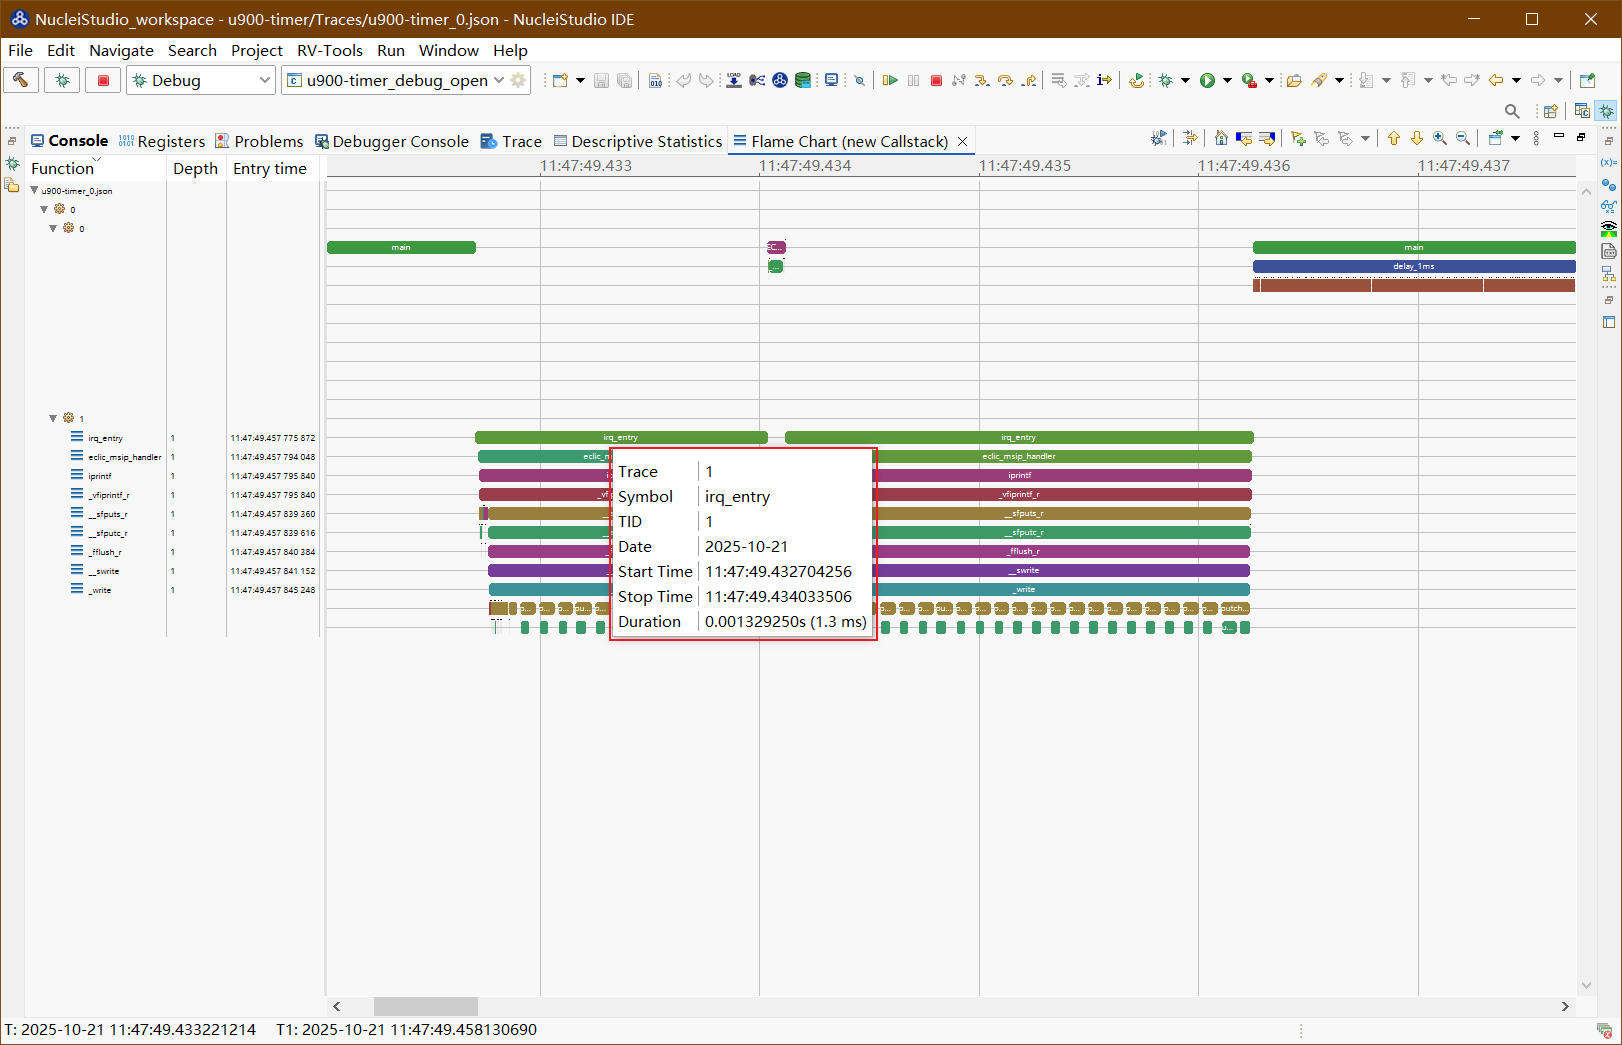 NucleiStudio_workspace - u900-timer/Traces/u900-timer_0.json - NucleiStudio IDE
File Edit Navigate Search Project RV-Tools Run Window Help
Debug u900-timer_debug_open
Console Registers Problems Debugger Console Trace Descriptive Statistics Flame Chart (new Callstack)
Function Depth Entry time 11:47:49.433 11:47:49.434 11:47:49.435 11:47:49.436 11:47:49.437
u900-timer_0.json
0
0
main main
delay_1ms
1
irq_entry 1 11:47:49.457 775 872 irq_entry irq_entry
eclic_msip_handler 1 11:47:49.457 794 048 eclic_msip_handler
iprintf 1 11:47:49.457 795 840 iprintf
_vfiprintf_r 1 11:47:49.457 795 840 _vfiprintf_r
__sfputs_r 1 11:47:49.457 839 360 __sfputs_r
__sfputc_r 1 11:47:49.457 839 616 __sfputc_r
_fflush_r 1 11:47:49.457 840 384 _fflush_r
__swrite 1 11:47:49.457 841 152 __swrite
_write 1 11:47:49.457 845 248 _write
Trace 1
Symbol irq_entry
TID 1
Date 2025-10-21
Start Time 11:47:49.432704256
Stop Time 11:47:49.434033506
Duration 0.001329250s (1.3 ms)
T: 2025-10-21 11:47:49.433221214 T1: 2025-10-21 11:47:49.458130690